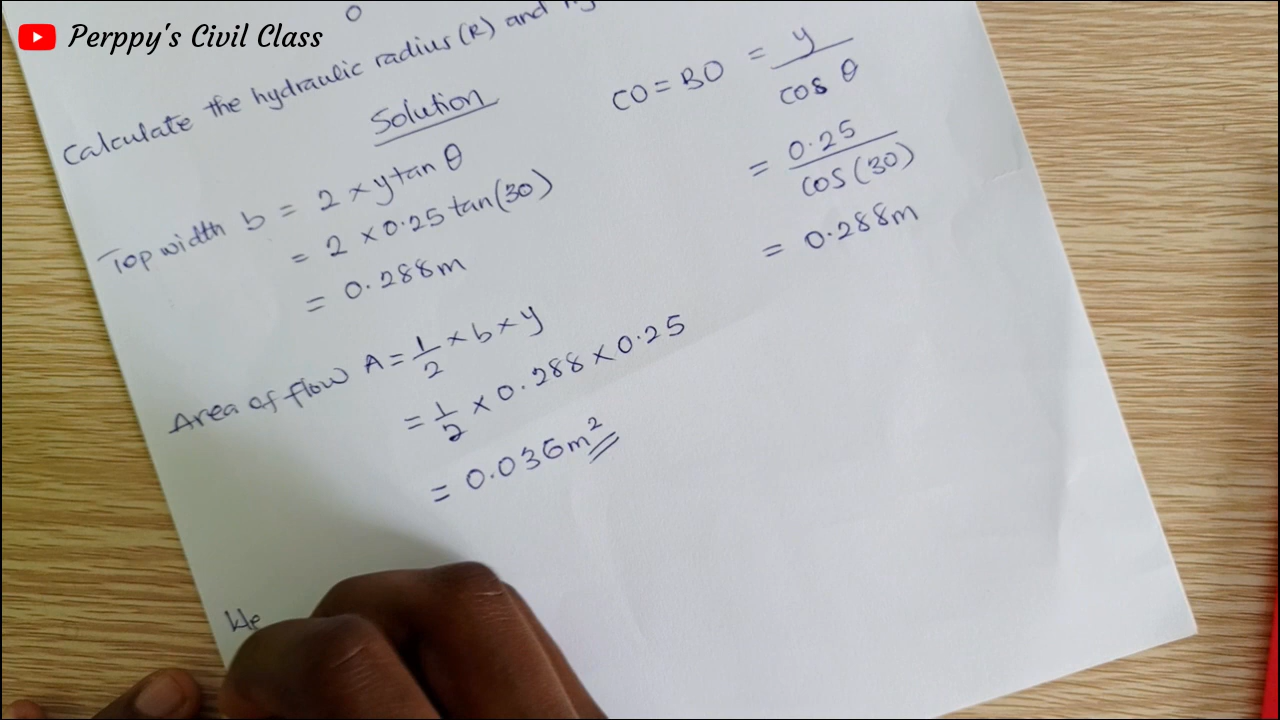 Perppy's Civil Class
O
Calculate the hydraulic radius (R) and
Solution
Top width b = 2 × y tan θ
= 2 × 0.25 tan(30)
= 0.288m
Area of flow A = 1/2 × b × y
= 1/2 × 0.288 × 0.25
= 0.036m²
We
CO = BO = y/cos θ
= 0.25/cos(30)
= 0.288m